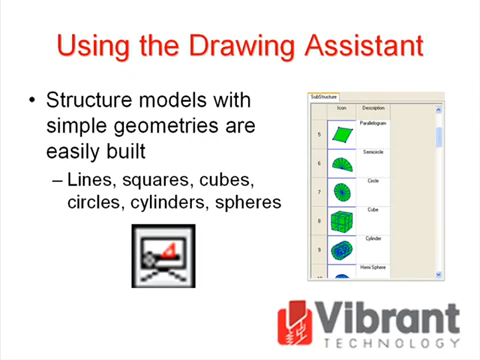 Using the Drawing Assistant
• Structure models with
simple geometries are
easily built
– Lines, squares, cubes,
circles, cylinders, spheres
SubStructure
Icon Description
5 Parallelogram
6 Semicircle
7 Circle
8 Cube
9 Cylinder
Hemi Sphere
Vibrant
TECHNOLOGY